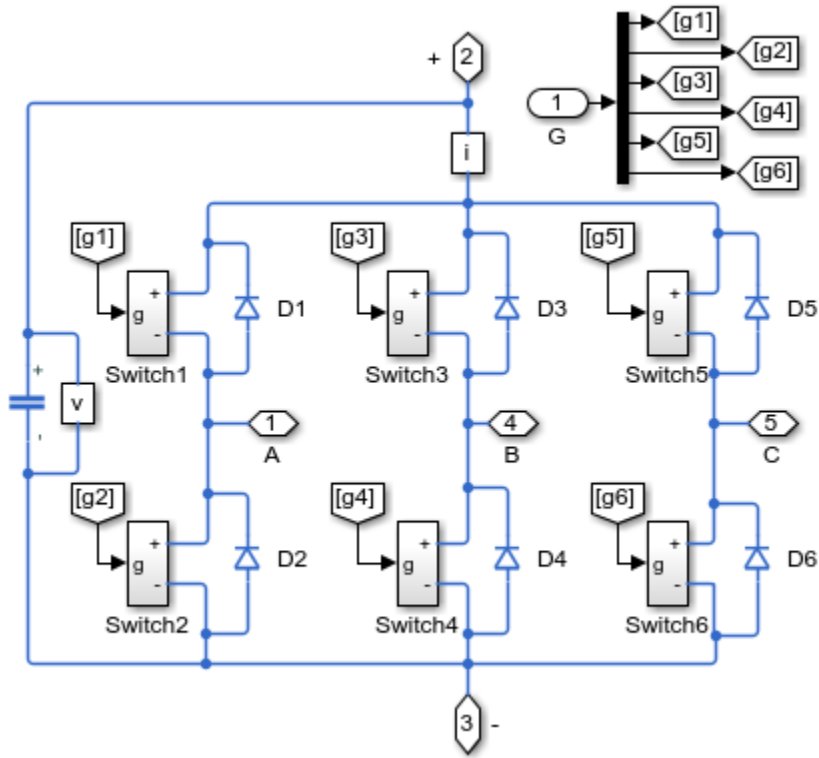 [g1]
+ 2
[g2]
[g3]
1
[g4]
G
[g5]
i
[g6]
[g1]
[g3]
[g5]
+
+
+
g
D1
g
D3
g
D5
-
-
-
Switch1
Switch3
Switch5
+
v
1
4
5
-
A
B
C
[g2]
[g4]
[g6]
+
+
+
g
D2
g
D4
g
D6
-
-
-
Switch2
Switch4
Switch6
3 -